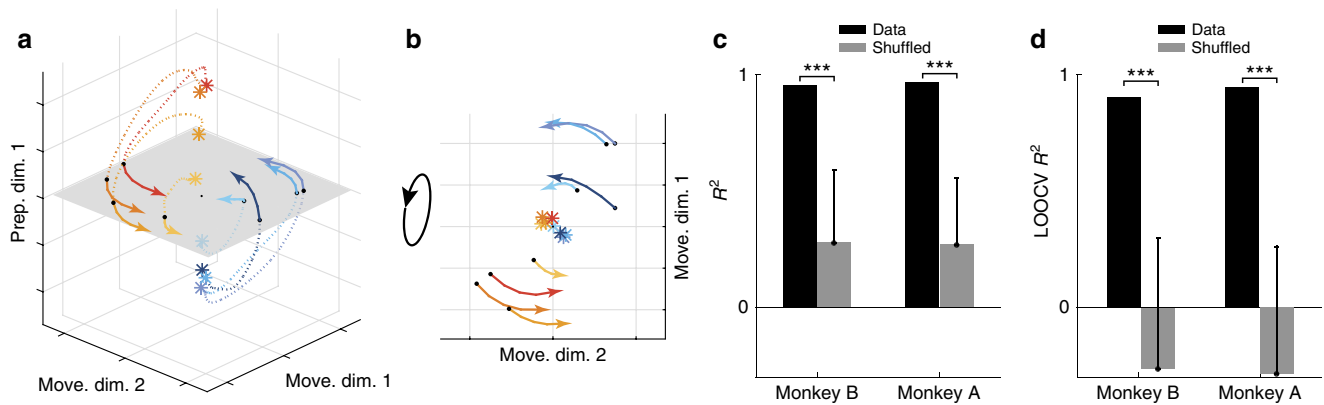 a
Prep. dim. 1
Move. dim. 2
Move. dim. 1
b
Move. dim. 1
Move. dim. 2
c
Data
Shuffled
***
***
1
R²
0
Monkey B
Monkey A
d
Data
Shuffled
***
***
1
LOOCV R²
0
Monkey B
Monkey A